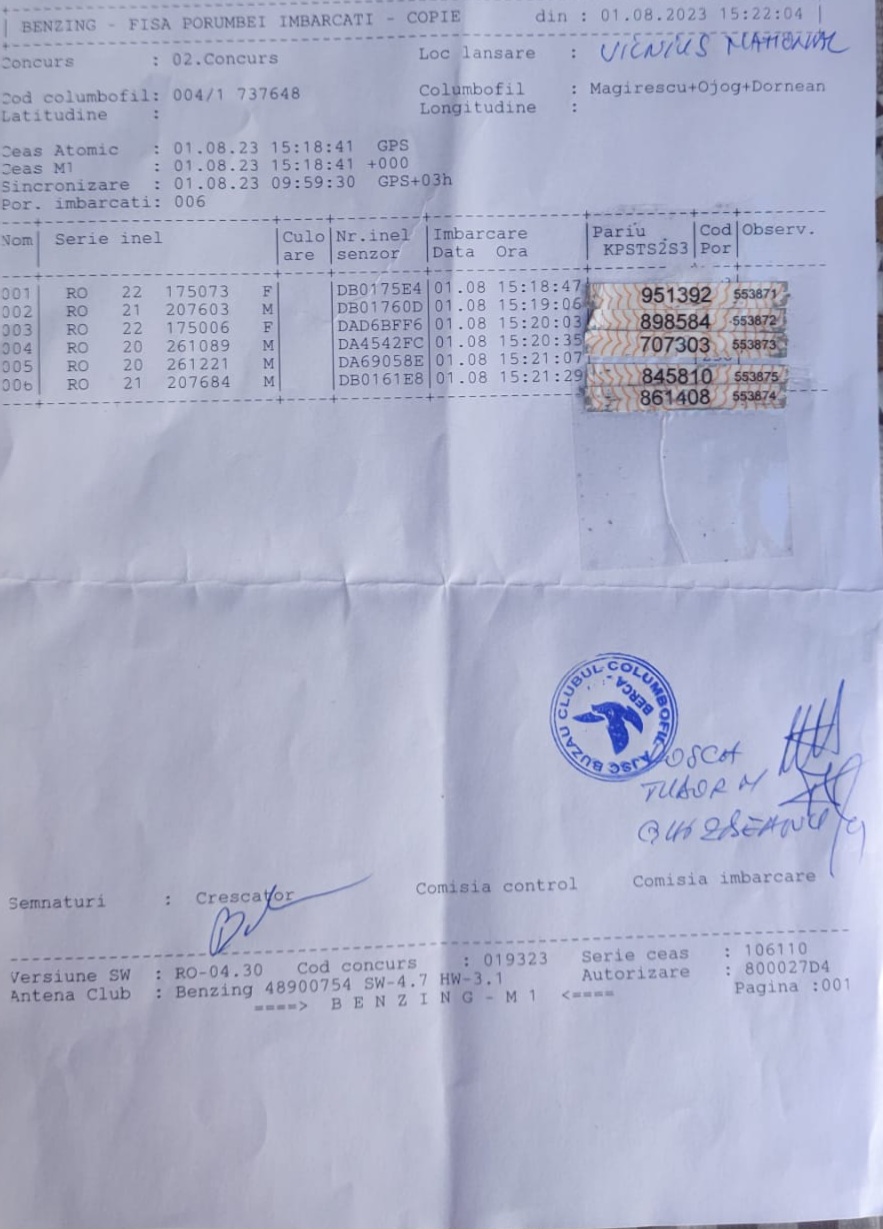 BENZING - FISA PORUMBEI IMBARCATI - COPIE din : 01.08.2023 15:22:04
Concurs : 02.Concurs Loc lansare : VILNIUS NATIONAL
Cod columbofil: 004/1 737648 Columbofil : Magirescu+Ojog+Dornean
Latitudine : Longitudine :
Ceas Atomic : 01.08.23 15:18:41 GPS
Ceas M1 : 01.08.23 15:18:41 +000
Sincronizare : 01.08.23 09:59:30 GPS+03h
Por. imbarcati: 006
Nom Serie inel Culo Nr.inel Imbarcare Pariu Cod Observ.
are senzor Data Ora KPSTS2S3 Por
001 RO 22 175073 F DB0175E4 01.08 15:18:47 951392 553871
002 RO 21 207603 M DB01760D 01.08 15:19:06 898584 553872
003 RO 22 175006 F DAD6BFF6 01.08 15:20:03 707303 553873
004 RO 20 261089 M DA4542FC 01.08 15:20:35
005 RO 20 261221 M DA69058E 01.08 15:21:07 845810 553875
006 RO 21 207684 M DB0161E8 01.08 15:21:29 861408 553874
CLUBUL COLUMBOFIL AJSC BUZAU
BERCA
TUDOR M
Semnaturi : Crescator Comisia control Comisia imbarcare
Versiune SW : RO-04.30 Cod concurs : 019323 Serie ceas : 106110
Antena Club : Benzing 48900754 SW-4.7 HW-3.1 Autorizare : 800027D4
====> B E N Z I N G - M 1 <==== Pagina :001